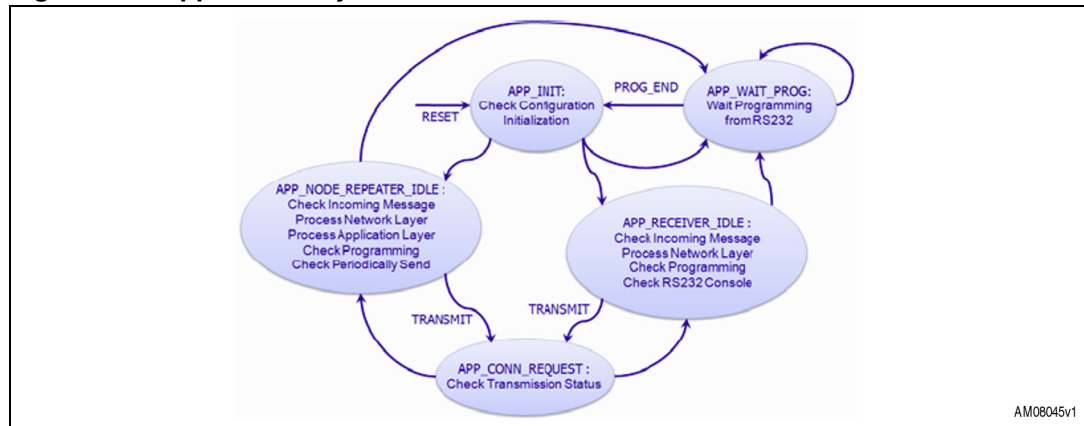 APP_INIT:
Check Configuration
Initialization
RESET
PROG_END
APP_WAIT_PROG:
Wait Programming
from RS232
APP_NODE_REPEATER_IDLE :
Check Incoming Message
Process Network Layer
Process Application Layer
Check Programming
Check Periodically Send
APP_RECEIVER_IDLE :
Check Incoming Message
Process Network Layer
Check Programming
Check RS232 Console
TRANSMIT
TRANSMIT
APP_CONN_REQUEST :
Check Transmission Status
AM08045v1